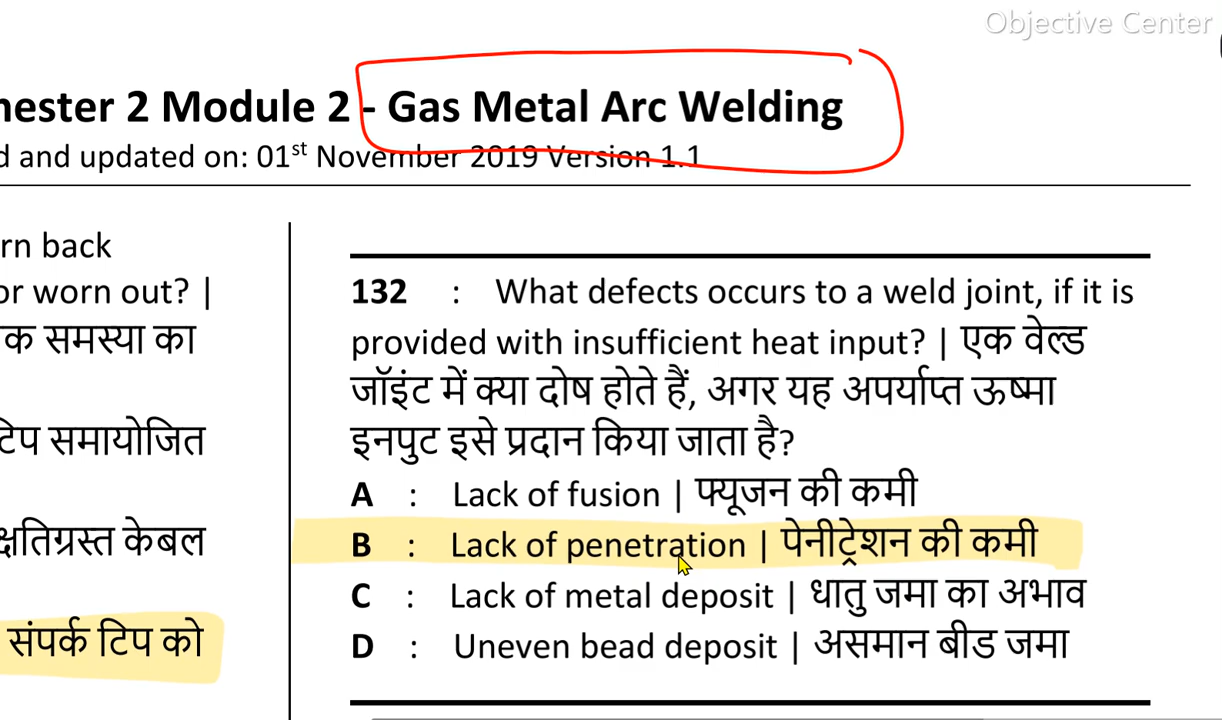 Objective Center
nester 2 Module 2 - Gas Metal Arc Welding
d and updated on: 01st November 2019 Version 1.1
rn back
or worn out? |
क समस्या का
टिप समायोजित
क्षतिग्रस्त केबल
संपर्क टिप को
132 : What defects occurs to a weld joint, if it is
provided with insufficient heat input? | एक वेल्ड
जॉइंट में क्या दोष होते हैं, अगर यह अपर्याप्त ऊष्मा
इनपुट इसे प्रदान किया जाता है?
A : Lack of fusion | फ्यूजन की कमी
B : Lack of penetration | पेनीट्रेशन की कमी
C : Lack of metal deposit | धातु जमा का अभाव
D : Uneven bead deposit | असमान बीड जमा